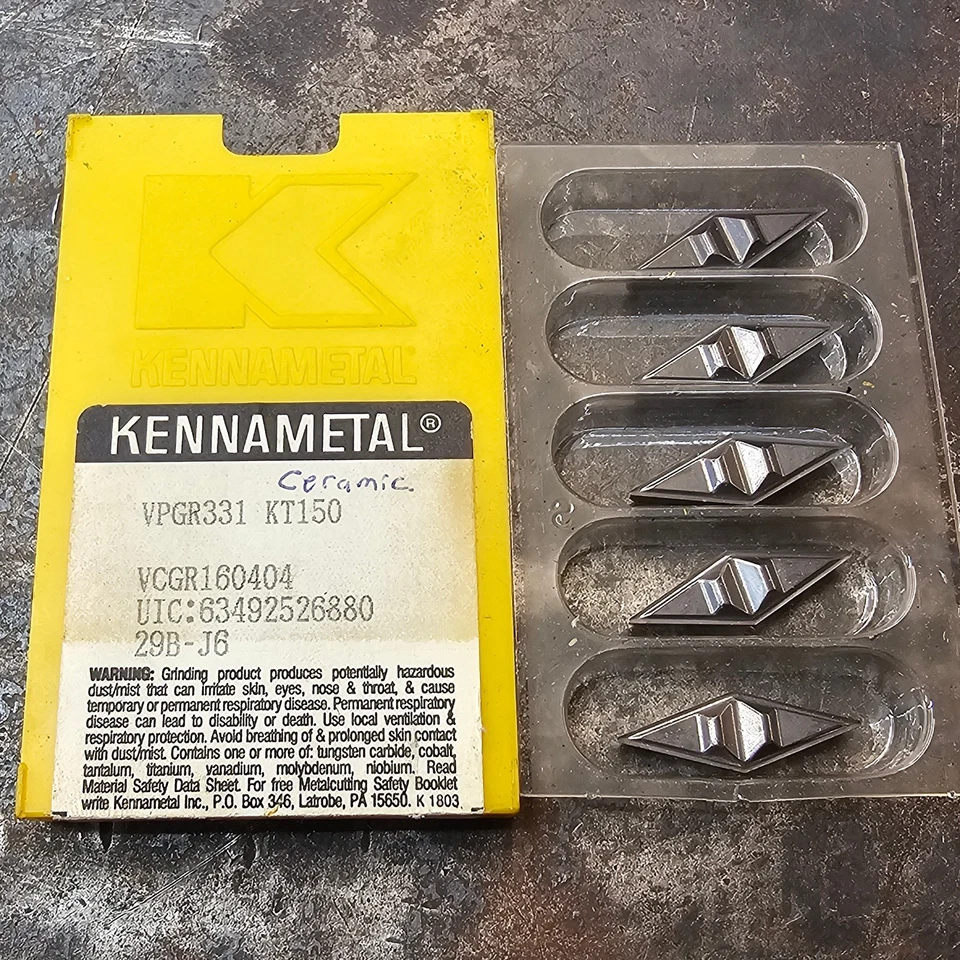 KENNAMETAL
KENNAMETAL®
Ceramic
VPGR331 KT150
VCGR160404
UIC:63492526880
29B-J6
WARNING: Grinding product produces potentially hazardous
dust/mist that can irritate skin, eyes, nose & throat, & cause
temporary or permanent respiratory disease. Permanent respiratory
disease can lead to disability or death. Use local ventilation &
respiratory protection. Avoid breathing of & prolonged skin contact
with dust/mist. Contains one or more of: tungsten carbide, cobalt,
tantalum, titanium, vanadium, molybdenum, niobium. Read
Material Safety Data Sheet. For free Metalcutting Safety Booklet
write Kennametal Inc., P.O. Box 346, Latrobe, PA 15650. K 1803